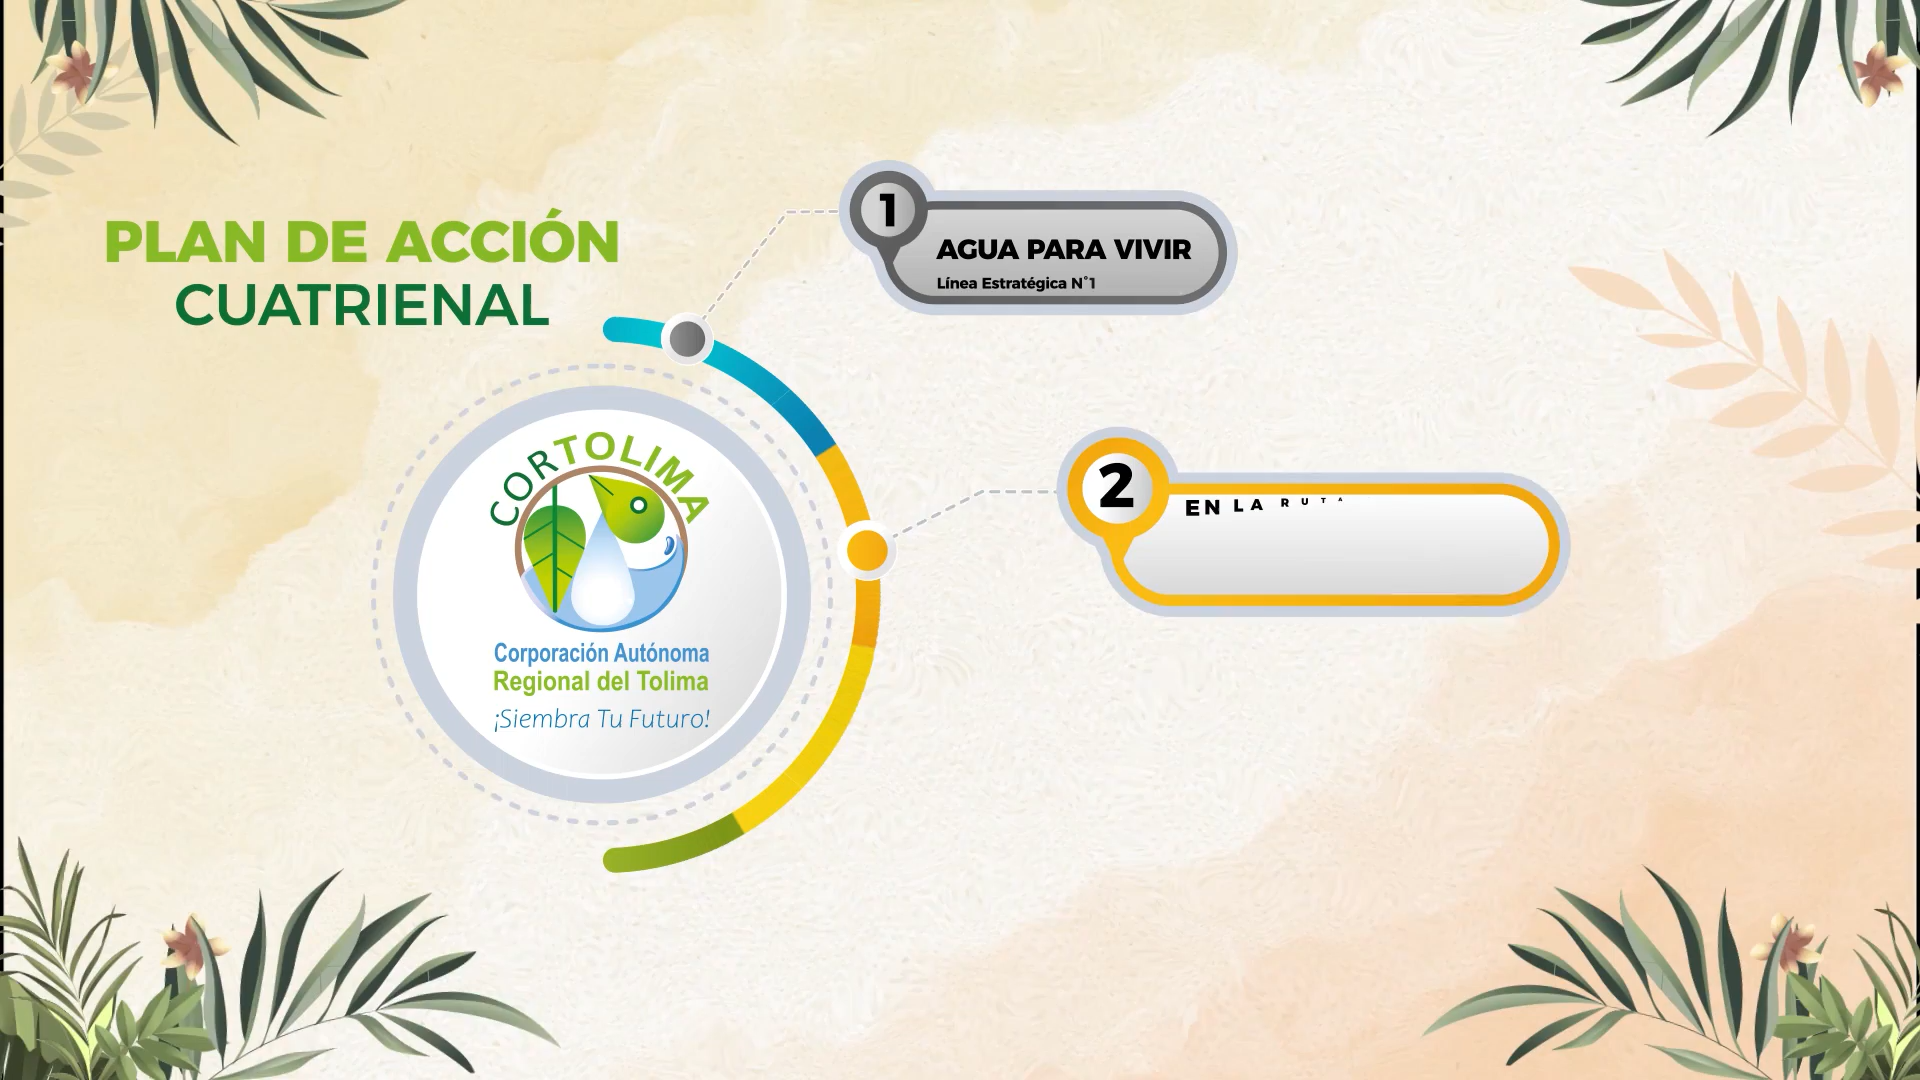 PLAN DE ACCIÓN
CUATRIENAL
1
AGUA PARA VIVIR
Línea Estratégica N°1
2
EN LA RUTA
CORTOLIMA
Corporación Autónoma
Regional del Tolima
¡Siembra Tu Futuro!